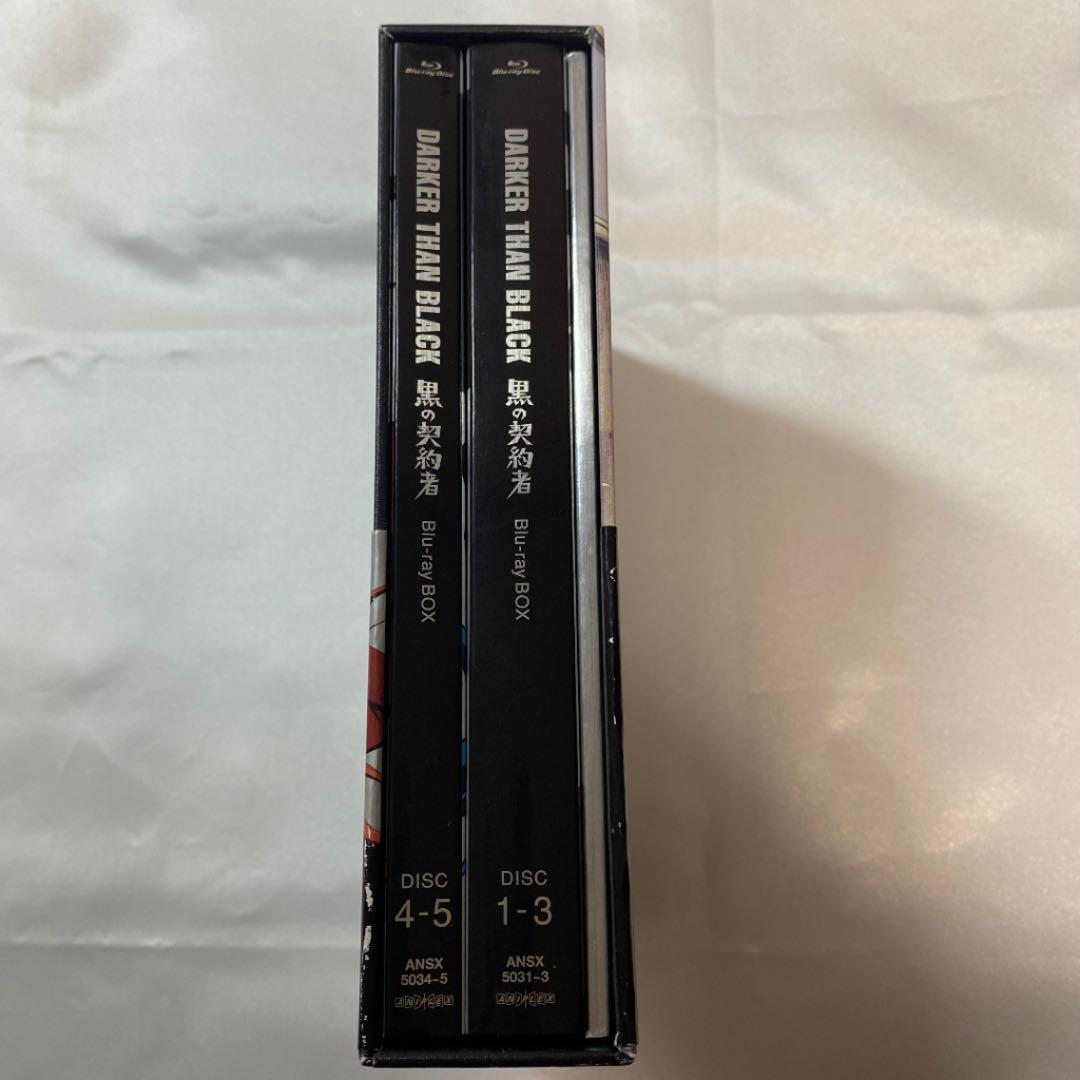 Blu-ray Disc
DARKER THAN BLACK 黒の契約者 Blu-ray BOX
DISC
4-5
ANSX
5034~5
ANIPLEX
Blu-ray Disc
DARKER THAN BLACK 黒の契約者 Blu-ray BOX
DISC
1-3
ANSX
5031~3
ANIPLEX